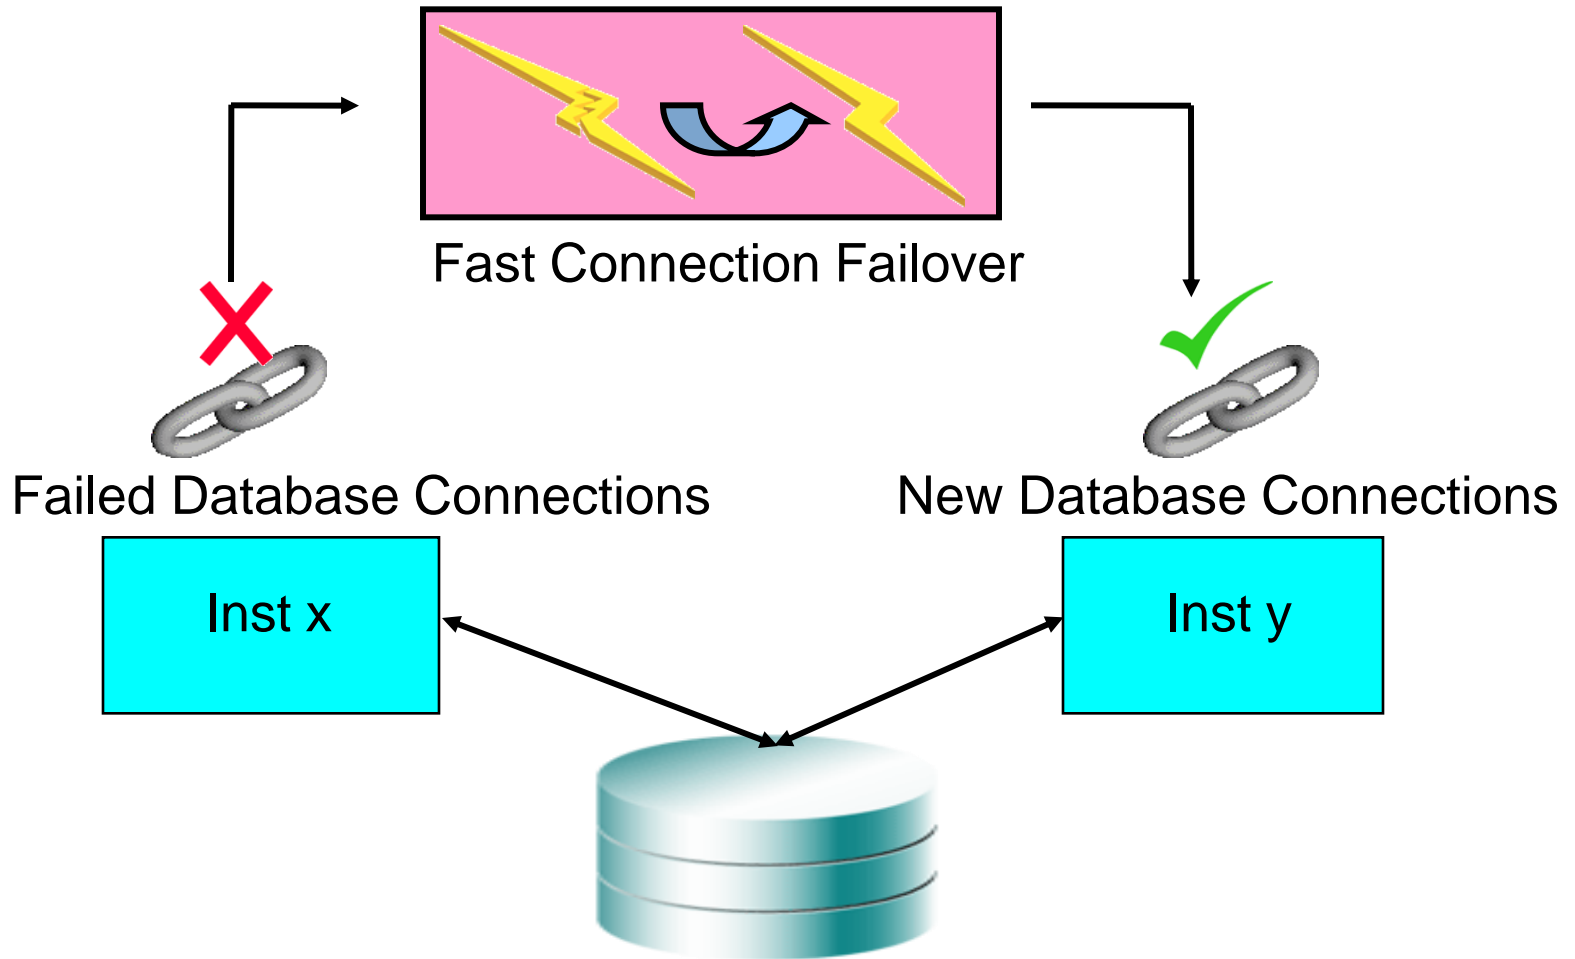 Fast Connection Failover
Failed Database Connections
New Database Connections
Inst x
Inst y